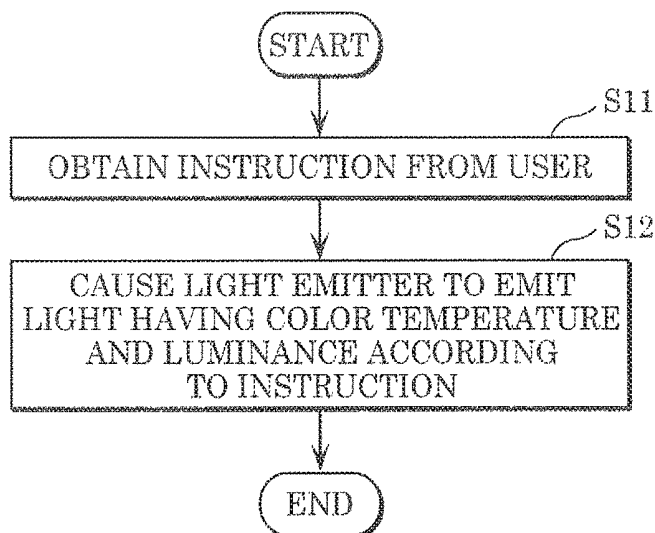 START
S11
OBTAIN INSTRUCTION FROM USER
S12
CAUSE LIGHT EMITTER TO EMIT
LIGHT HAVING COLOR TEMPERATURE
AND LUMINANCE ACCORDING
TO INSTRUCTION
END